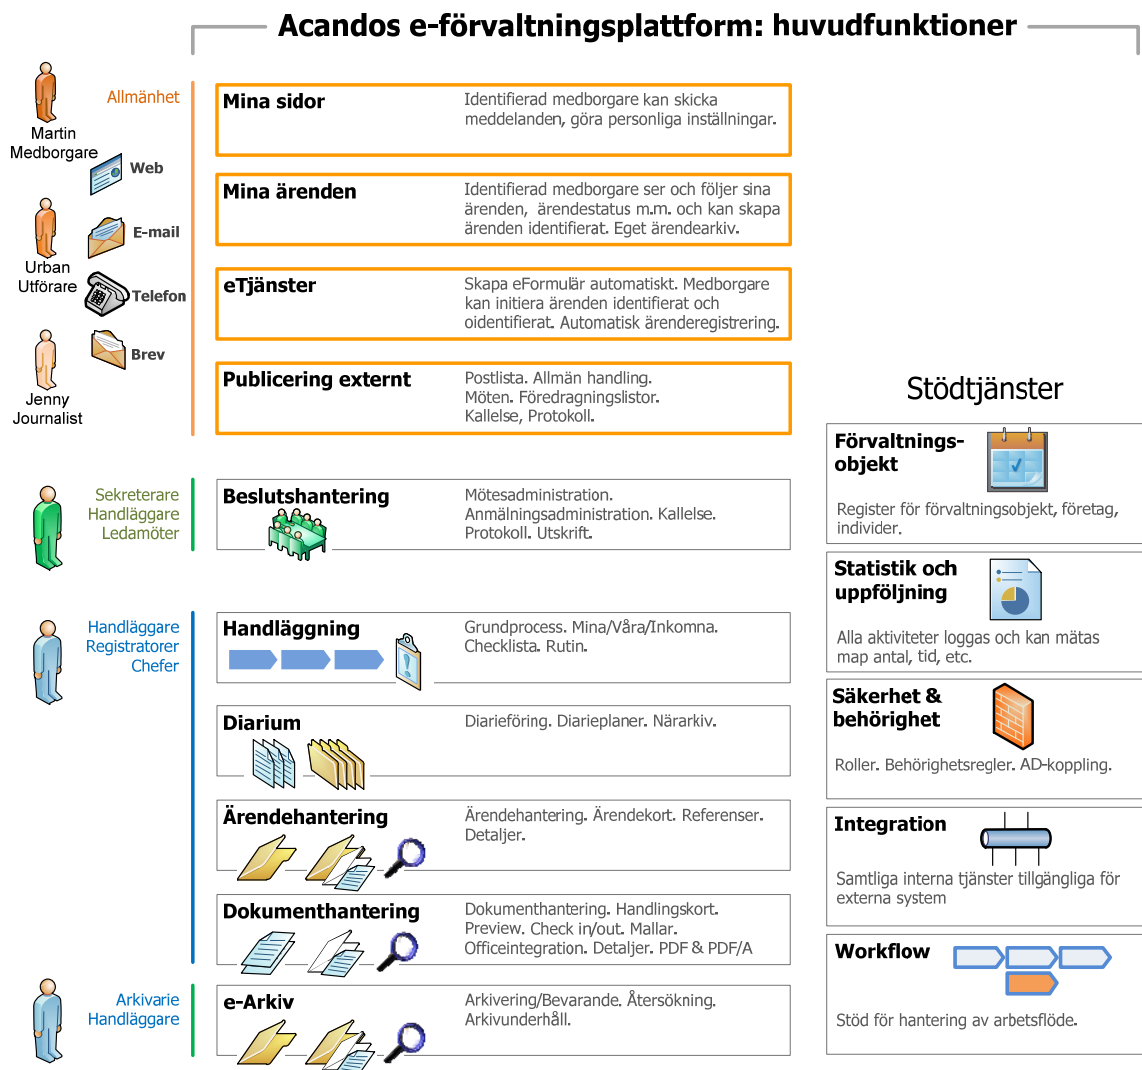 Acandos e-förvaltningsplattform: huvudfunktioner
Allmänhet
Martin
Medborgare
Web
Urban
Utförare
E-mail
Telefon
Brev
Jenny
Journalist
Mina sidor
Identifierad medborgare kan skicka
meddelanden, göra personliga inställningar.
Mina ärenden
Identifierad medborgare ser och följer sina
ärenden, ärendestatus m.m. och kan skapa
ärenden identifierat. Eget ärendearkiv.
eTjänster
Skapa eFormulär automatiskt. Medborgare
kan initiera ärenden identifierat och
oidentifierat. Automatisk ärenderegistrering.
Publicering externt
Postlista. Allmän handling.
Möten. Föredragningslistor.
Kallelse, Protokoll.
Sekreterare
Handläggare
Ledamöter
Beslutshantering
Mötesadministration.
Anmälningsadministration. Kallelse.
Protokoll. Utskrift.
Handläggare
Registratorer
Chefer
Handläggning
Grundprocess. Mina/Våra/Inkomna.
Checklista. Rutin.
Diarium
Diarieföring. Diarieplaner. Närarkiv.
Ärendehantering
Ärendehantering. Ärendekort. Referenser.
Detaljer.
Dokumenthantering
Dokumenthantering. Handlingskort.
Preview. Check in/out. Mallar.
Officeintegration. Detaljer. PDF & PDF/A
Arkivarie
Handläggare
e-Arkiv
Arkivering/Bevarande. Återsökning.
Arkivunderhåll.
Stödtjänster
Förvaltnings-
objekt
Register för förvaltningsobjekt, företag,
individer.
Statistik och
uppföljning
Alla aktiviteter loggas och kan mätas
map antal, tid, etc.
Säkerhet &
behörighet
Roller. Behörighetsregler. AD-koppling.
Integration
Samtliga interna tjänster tillgängliga för
externa system
Workflow
Stöd för hantering av arbetsflöde.